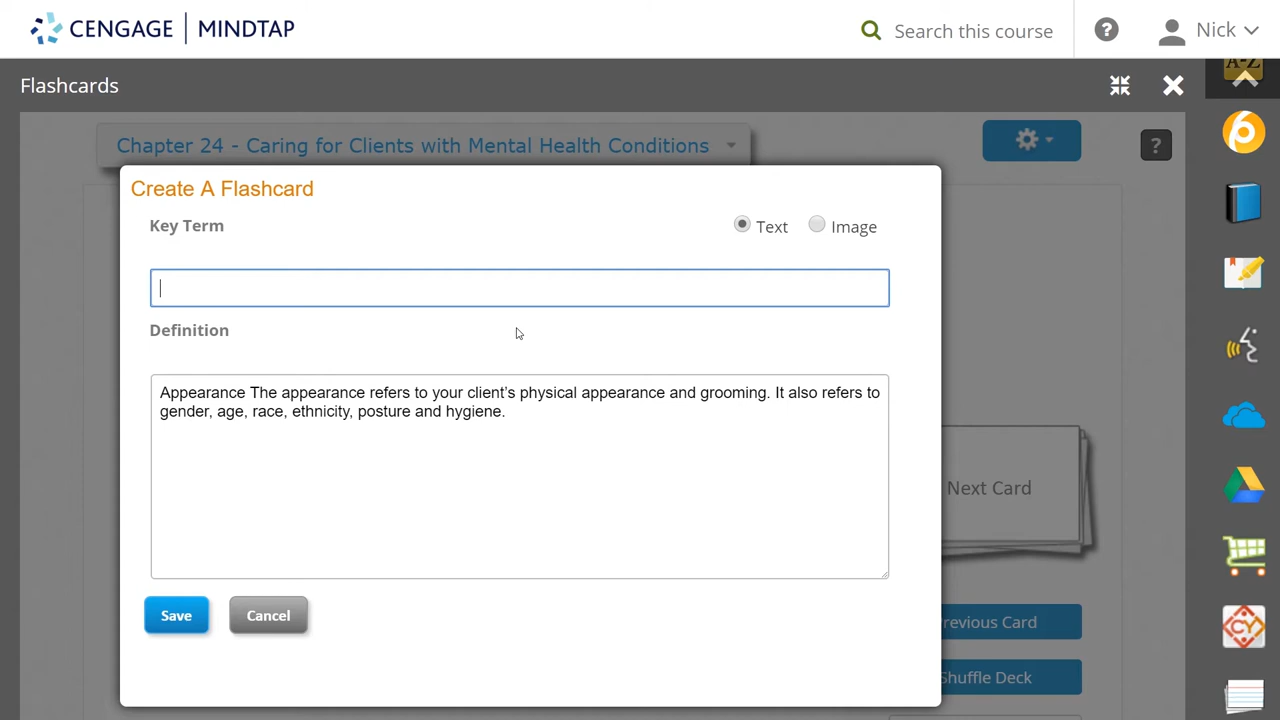 CENGAGE | MINDTAP
Search this course
?
Nick
Flashcards
A-Z
Chapter 24 - Caring for Clients with Mental Health Conditions
?
Create A Flashcard
Key Term
Text
Image
Definition
Appearance The appearance refers to your client's physical appearance and grooming. It also refers to
gender, age, race, ethnicity, posture and hygiene.
Next Card
Save
Cancel
revious Card
Shuffle Deck
CY